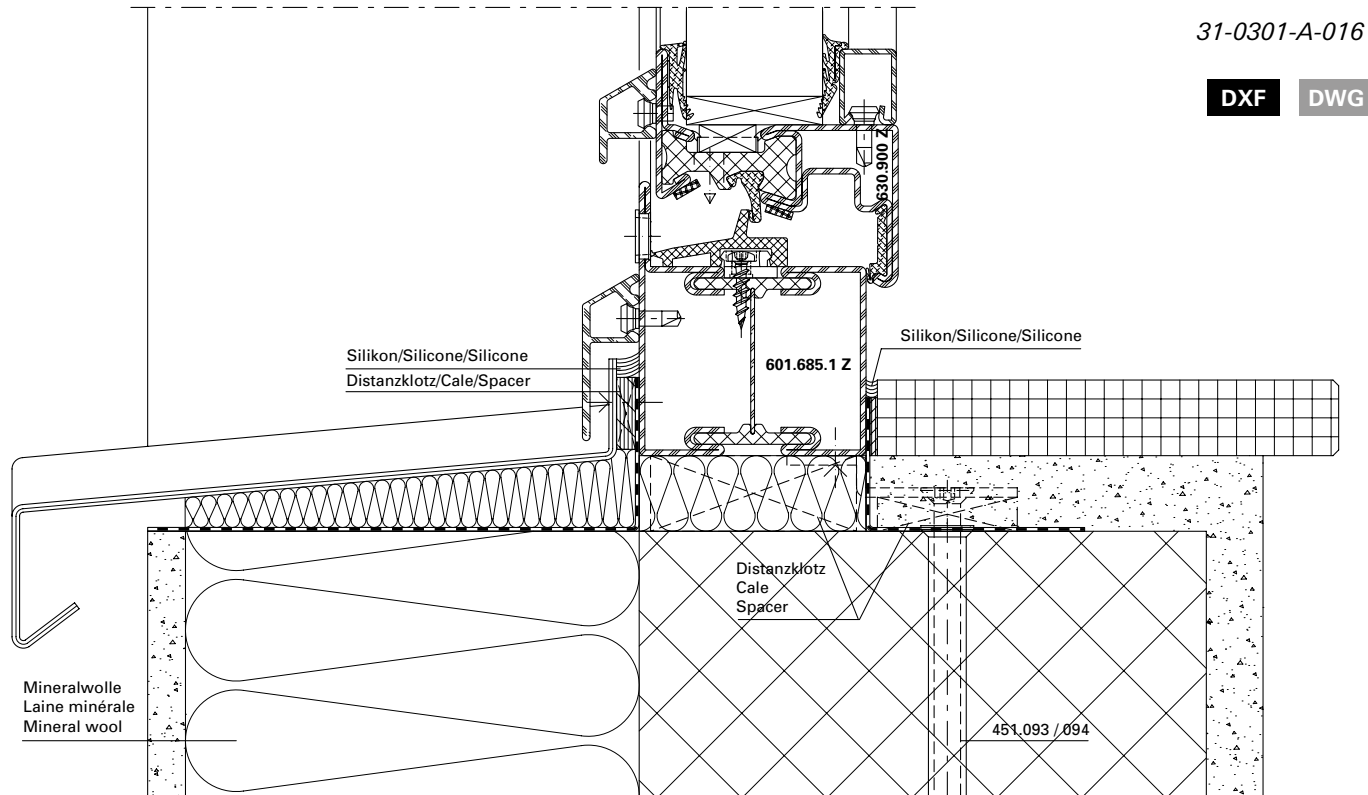 31-0301-A-016
DXF DWG
630.900 Z
Silikon/Silicone/Silicone
Silikon/Silicone/Silicone
601.685.1 Z
Distanzklotz/Cale/Spacer
Distanzklotz
Cale
Spacer
Mineralwolle
Laine minérale
Mineral wool
451.093 / 094